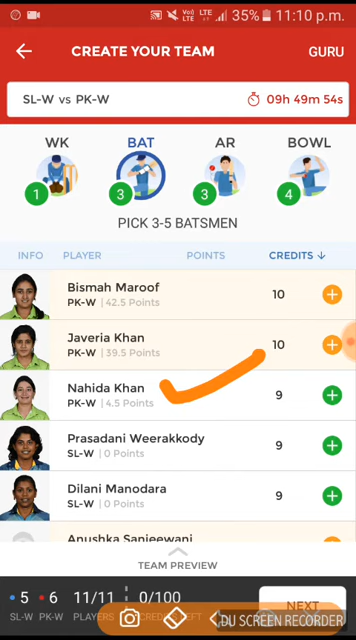 35% 11:10 p.m.
CREATE YOUR TEAM GURU
SL-W vs PK-W 09h 49m 54s
WK BAT AR BOWL
1 3 3 4
PICK 3-5 BATSMEN
INFO PLAYER POINTS CREDITS ↓
Bismah Maroof
PK-W | 42.5 Points 10
Javeria Khan
PK-W | 39.5 Points 10
Nahida Khan
PK-W | 4.5 Points 9
Prasadani Weerakkody
SL-W | 0 Points 9
Dilani Manodara
SL-W | 0 Points 9
Anushka Sanjeewani
TEAM PREVIEW
5 6 11/11 0/100 NEXT
SL-W PK-W PLAYERS
DU SCREEN RECORDER